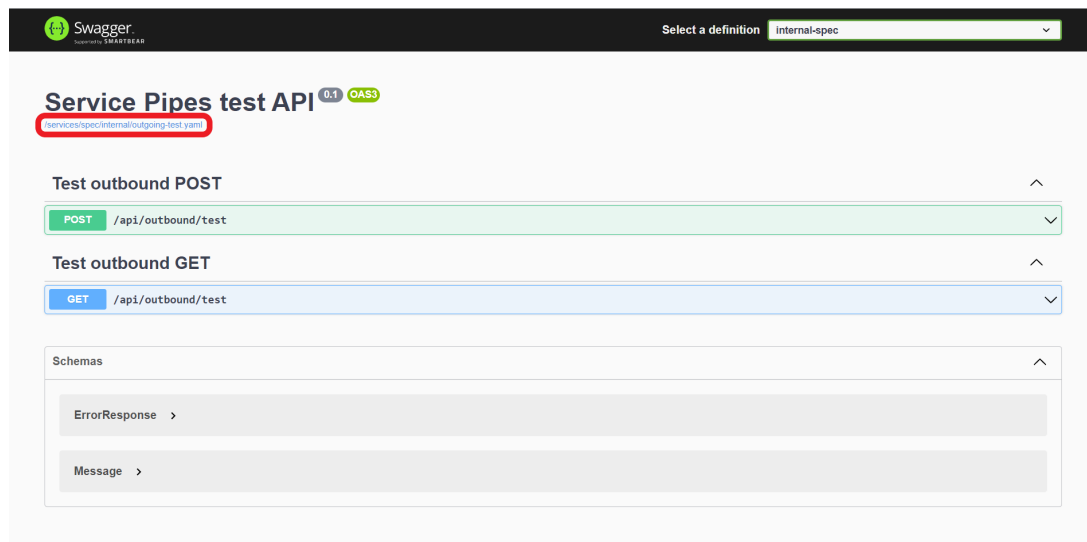 {···} Swagger.
Supported by SMARTBEAR
Select a definition internal-spec
Service Pipes test API 0.1 OAS3
/services/spec/internal/outgoing-test.yaml
Test outbound POST
POST /api/outbound/test
Test outbound GET
GET /api/outbound/test
Schemas
ErrorResponse
Message